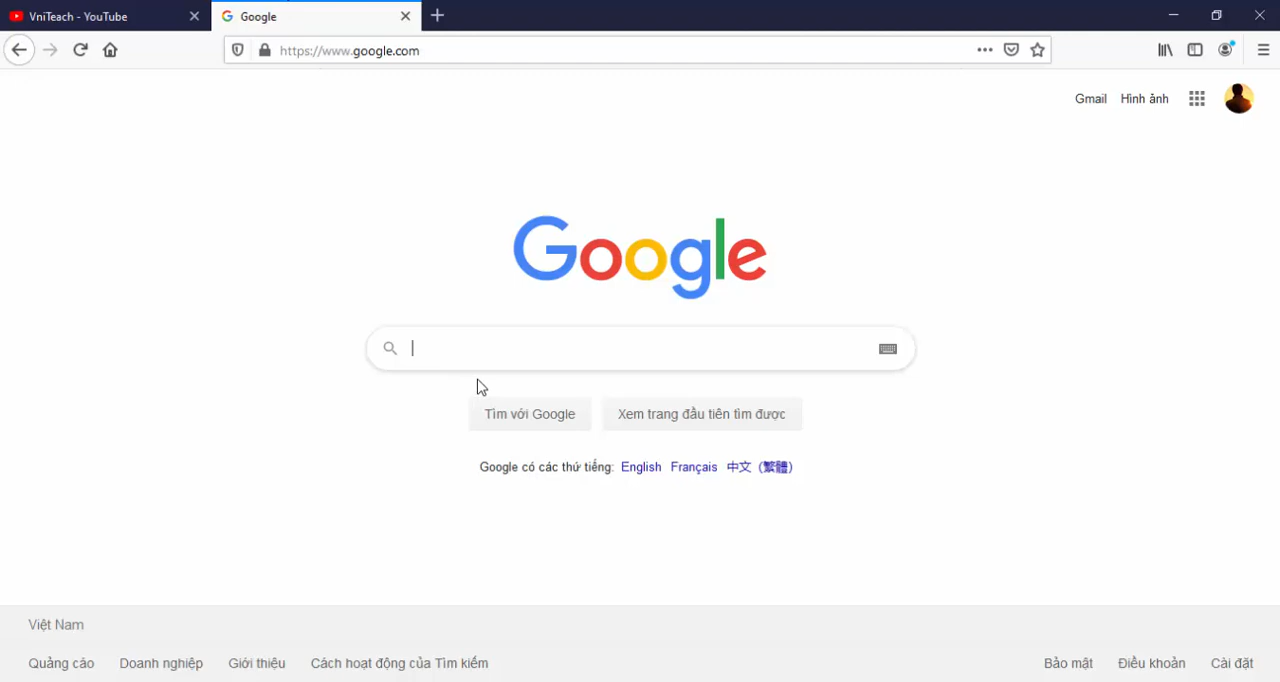 VniTeach - YouTube
Google
https://www.google.com
Gmail Hình ảnh
Google
Tìm với Google Xem trang đầu tiên tìm được
Google có các thứ tiếng: English Français 中文 (繁體)
Việt Nam
Quảng cáo Doanh nghiệp Giới thiệu Cách hoạt động của Tìm kiếm Bảo mật Điều khoản Cài đặt